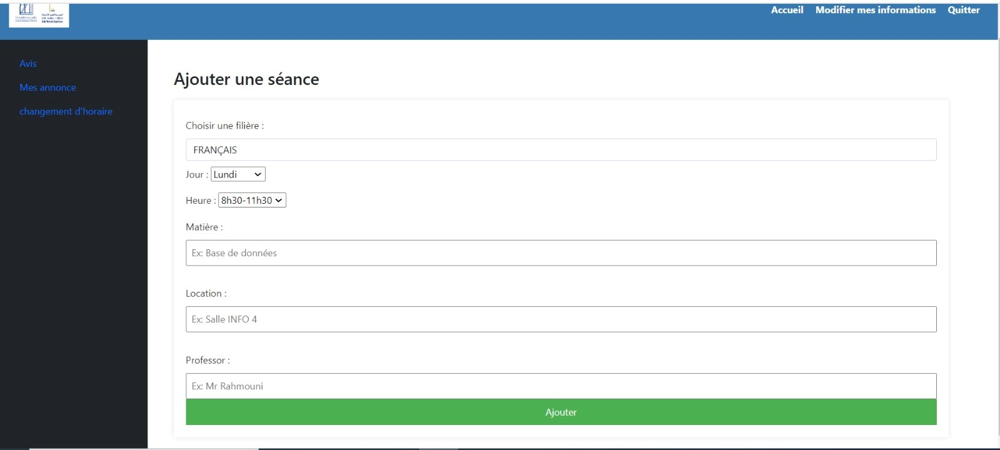 Accueil Modifier mes informations Quitter
Avis
Mes annonce
changement d'horaire
Ajouter une séance
Choisir une filière :
FRANÇAIS
Jour : Lundi
Heure : 8h30-11h30
Matière :
Ex: Base de données
Location :
Ex: Salle INFO 4
Professor :
Ex: Mr Rahmouni
Ajouter